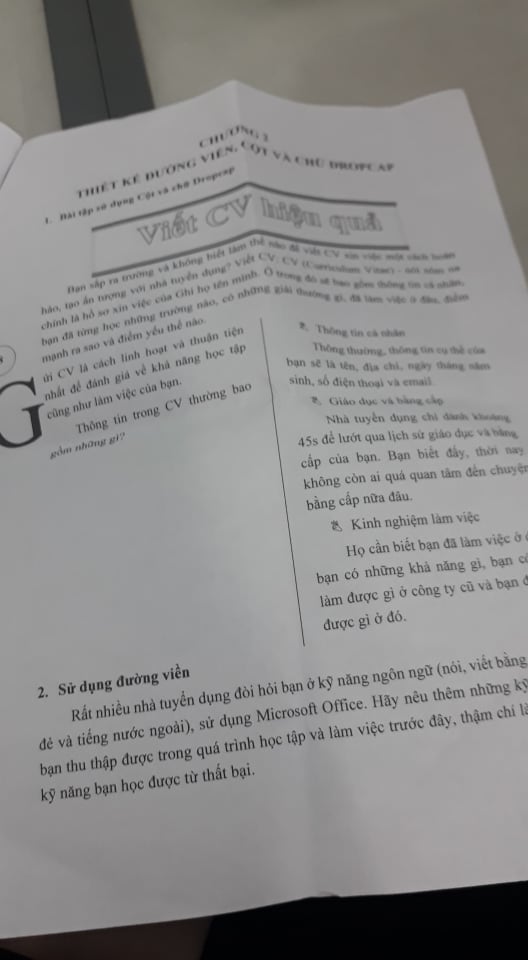 CHƯƠNG 2
THIẾT KẾ ĐƯỜNG VIỀN, CỘT VÀ CHỮ DROPCAP
1. Bài tập sử dụng Cột và chữ Dropcap
Viết CV hiệu quả
Bạn sắp ra trường và không biết làm thế nào để viết CV xin việc một cách hoàn
hảo, tạo ấn tượng với nhà tuyển dụng? Viết CV. CV (Curriculum Vitae) - nói nôm na
chính là hồ sơ xin việc của Ghi họ tên mình. Ở trong đó sẽ bao gồm thông tin cá nhân,
bạn đã từng học những trường nào, có những giải thưởng gì, đã làm việc ở đâu, điểm
mạnh ra sao và điểm yếu thế nào.
Gửi CV là cách linh hoạt và thuận tiện
nhất để đánh giá về khả năng học tập
cũng như làm việc của bạn.
Thông tin trong CV thường bao
gồm những gì?
Thông tin cá nhân
Thông thường, thông tin cụ thể của
bạn sẽ là tên, địa chỉ, ngày tháng năm
sinh, số điện thoại và email.
Giáo dục và bằng cấp
Nhà tuyển dụng chỉ dành khoảng
45s để lướt qua lịch sử giáo dục và bằng
cấp của bạn. Bạn biết đấy, thời nay
không còn ai quá quan tâm đến chuyện
bằng cấp nữa đâu.
Kinh nghiệm làm việc
Họ cần biết bạn đã làm việc ở
bạn có những khả năng gì, bạn
làm được gì ở công ty cũ và bạn
được gì ở đó.
2. Sử dụng đường viền
Rất nhiều nhà tuyển dụng đòi hỏi bạn ở kỹ năng ngôn ngữ (nói, viết bằng
đẻ và tiếng nước ngoài), sử dụng Microsoft Office. Hãy nêu thêm những kỹ
bạn thu thập được trong quá trình học tập và làm việc trước đây, thậm chí
kỹ năng bạn học được từ thất bại.